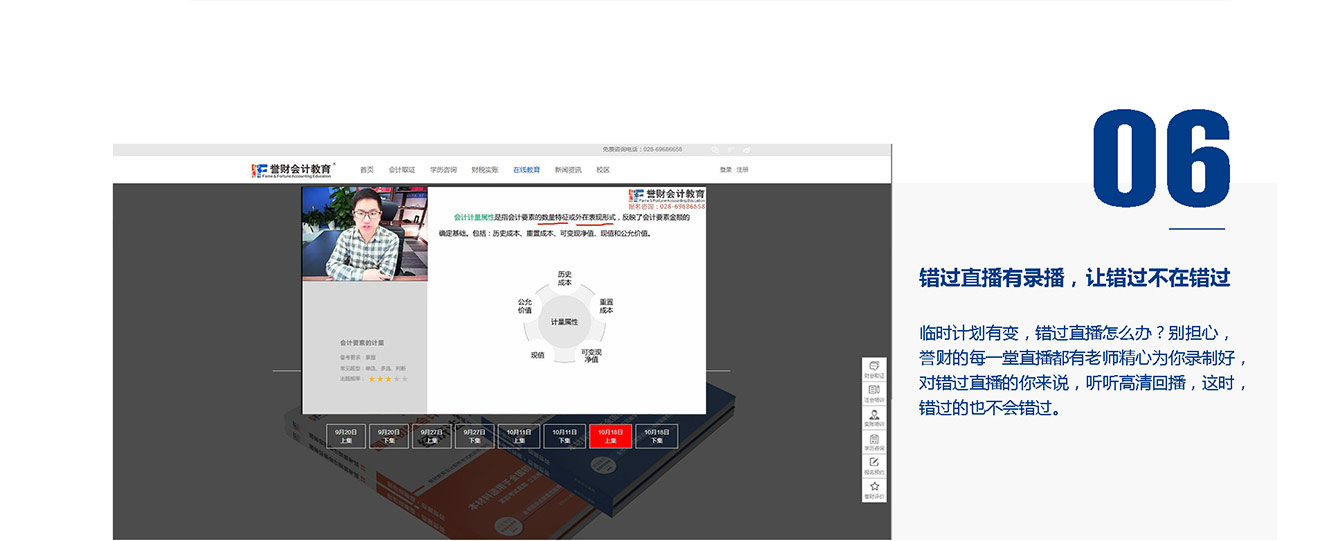 06
错过直播有录播，让错过不在错过
临时计划有变，错过直播怎么办？别担心，
誉财的每一堂直播都有老师精心为你录制好，
对错过直播的你来说，听听高清回播，这时，
错过的也不会错过。
免费咨询电话：028-69686658
誉财会计教育
Fame & Fortune Accounting Education
首页 会计取证 学历咨询 财税实账 在线教育 新闻资讯 校区
登录 注册
誉财会计教育
Fame & Fortune Accounting Education
报名咨询：028-69686658
会计计量属性是指会计要素的数量特征或外在表现形式，反映了会计要素金额的
确定基础。包括：历史成本、重置成本、可变现净值、现值和公允价值。
历史
成本
公允
价值
重置
成本
计量属性
现值
可变现
净值
会计要素的计量
备考要求：掌握
常见题型：单选、多选、判断
出题频率：
财会取证
注会培训
实账培训
学历咨询
报名预约
誉财评价
9月20日 9月20日 9月27日 9月27日 10月11日 10月11日 10月18日 10月18日
上集 下集 上集 下集 上集 下集 上集 下集